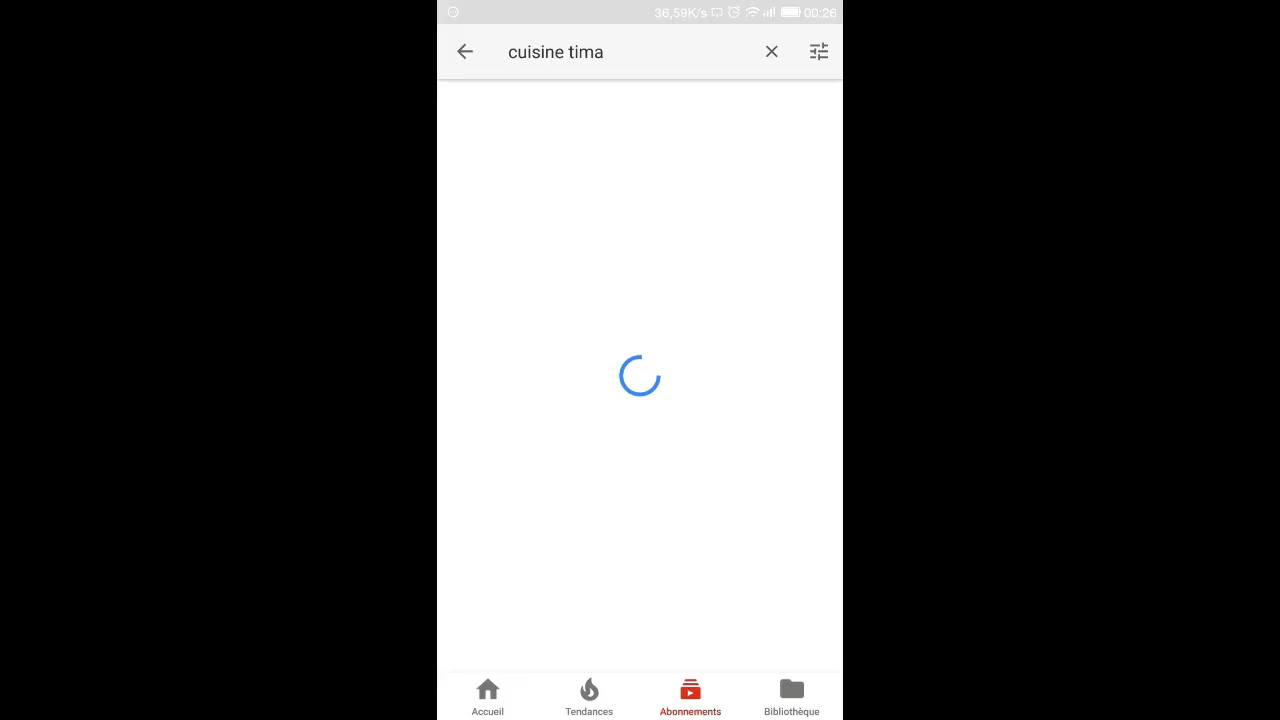 36,59K/s 00:26
cuisine tima
Accueil Tendances Abonnements Bibliothèque